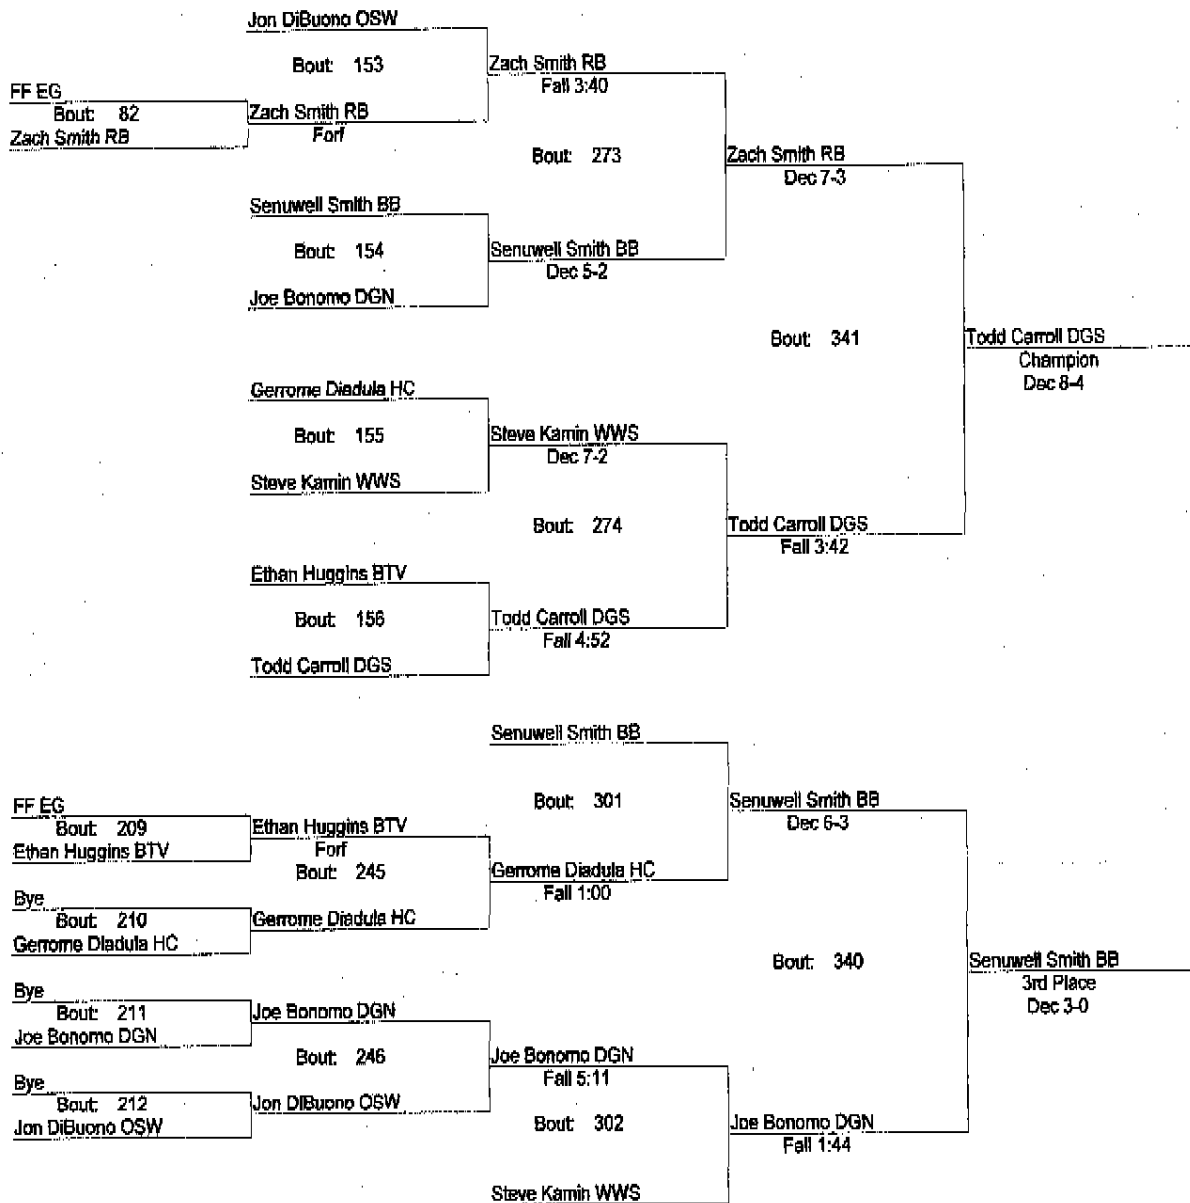 Jon DiBuono OSW
Bout: 153
Zach Smith RB
Fall 3:40
FF EG
Bout: 82
Zach Smith RB
Zach Smith RB
Forf
Bout: 273
Zach Smith RB
Dec 7-3
Senuwell Smith BB
Bout: 154
Senuwell Smith BB
Dec 5-2
Joe Bonomo DGN
Bout: 341
Todd Carroll DGS
Champion
Dec 8-4
Gerrome Diadula HC
Bout: 155
Steve Kamin WWS
Dec 7-2
Steve Kamin WWS
Bout: 274
Todd Carroll DGS
Fall 3:42
Ethan Huggins BTV
Bout: 156
Todd Carroll DGS
Fall 4:52
Todd Carroll DGS
Senuwell Smith BB
Bout: 301
Senuwell Smith BB
Dec 6-3
FF EG
Bout: 209
Ethan Huggins BTV
Ethan Huggins BTV
Forf
Bout: 245
Gerrome Diadula HC
Fall 1:00
Bye
Bout: 210
Gerrome Diadula HC
Gerrome Diadula HC
Bout: 340
Senuwell Smith BB
3rd Place
Dec 3-0
Bye
Bout: 211
Joe Bonomo DGN
Joe Bonomo DGN
Bout: 246
Joe Bonomo DGN
Fall 5:11
Bye
Bout: 212
Jon DiBuono OSW
Jon DiBuono OSW
Bout: 302
Joe Bonomo DGN
Fall 1:44
Steve Kamin WWS